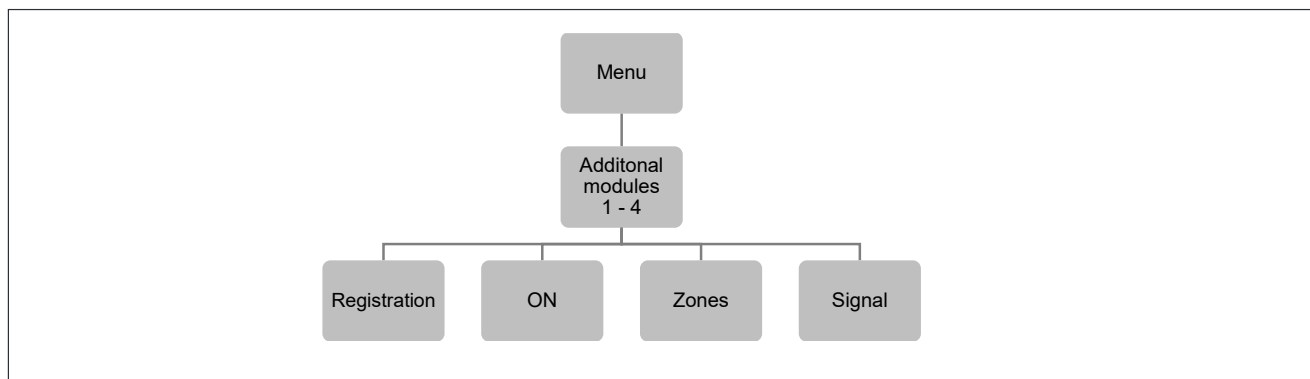 Menu
Additonal
modules
1 - 4
Registration
ON
Zones
Signal